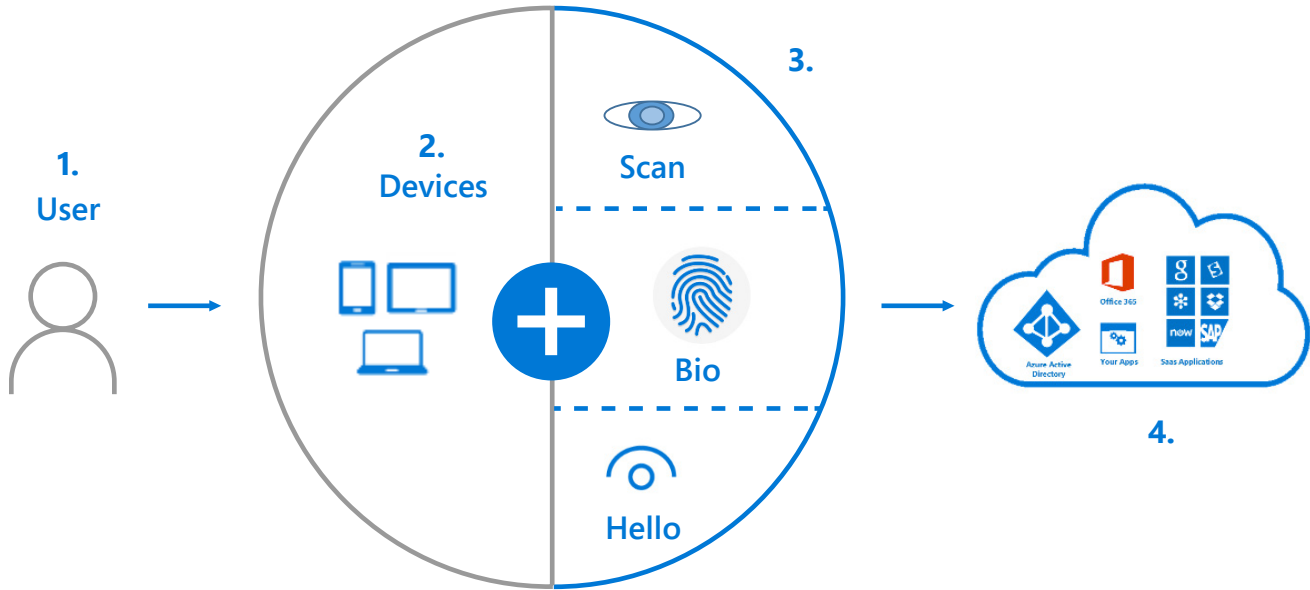 1.
User
2.
Devices
3.
Scan
Bio
Hello
Office 365
g
now
SAP
Azure Active
Directory
Your Apps
Saas Applications
4.